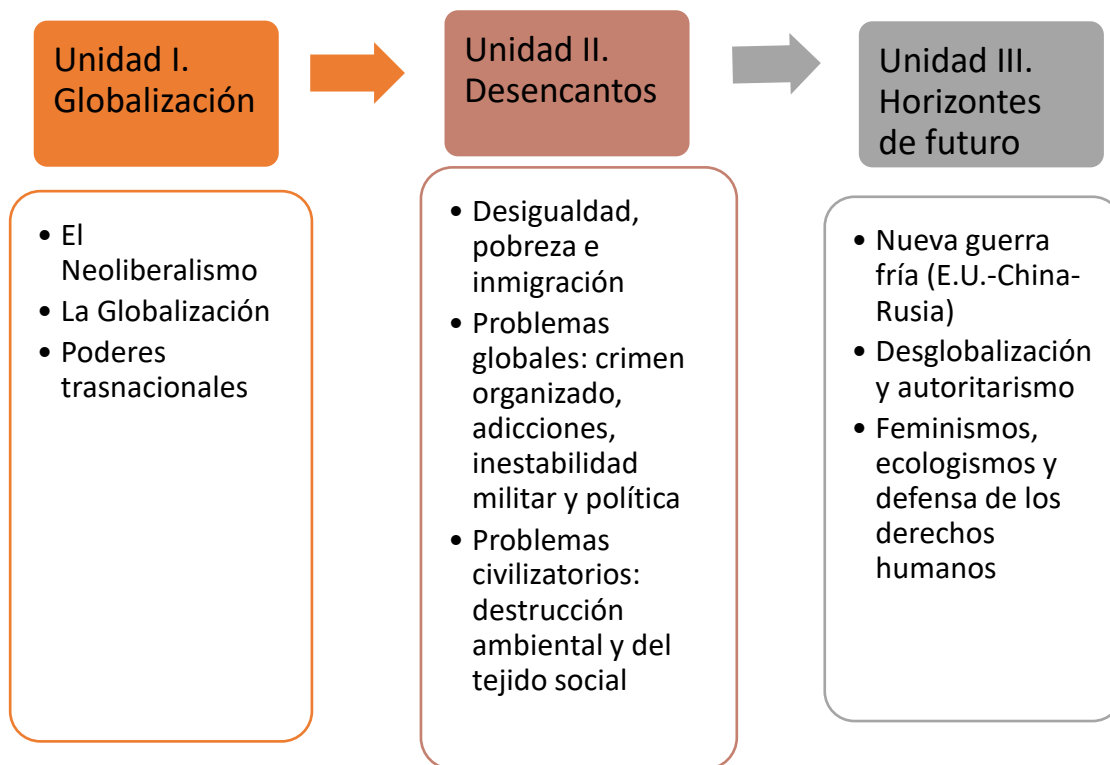 Unidad I.
Globalización
Unidad II.
Desencantos
Unidad III.
Horizontes
de futuro
• El
Neoliberalismo
• La Globalización
• Poderes
trasnacionales
• Desigualdad,
pobreza e
inmigración
• Problemas
globales: crimen
organizado,
adicciones,
inestabilidad
militar y política
• Problemas
civilizatorios:
destrucción
ambiental y del
tejido social
• Nueva guerra
fría (E.U.-China-
Rusia)
• Desglobalización
y autoritarismo
• Feminismos,
ecologismos y
defensa de los
derechos
humanos